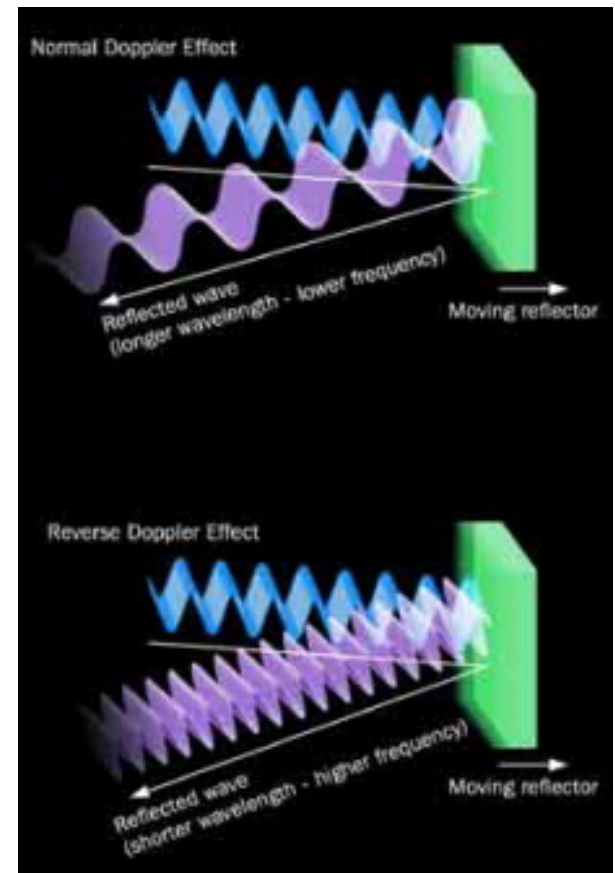 Normal Doppler Effect
Reflected wave
(longer wavelength - lower frequency)
Moving reflector
Reverse Doppler Effect
Reflected wave
(shorter wavelength - higher frequency)
Moving reflector